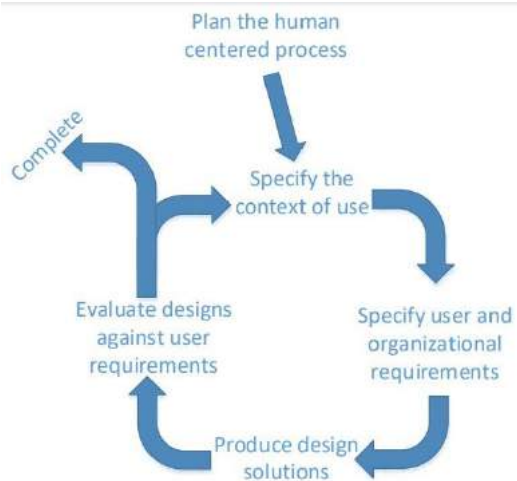 Plan the human
centered process
Complete
Specify the
context of use
Evaluate designs
against user
requirements
Specify user and
organizational
requirements
Produce design
solutions